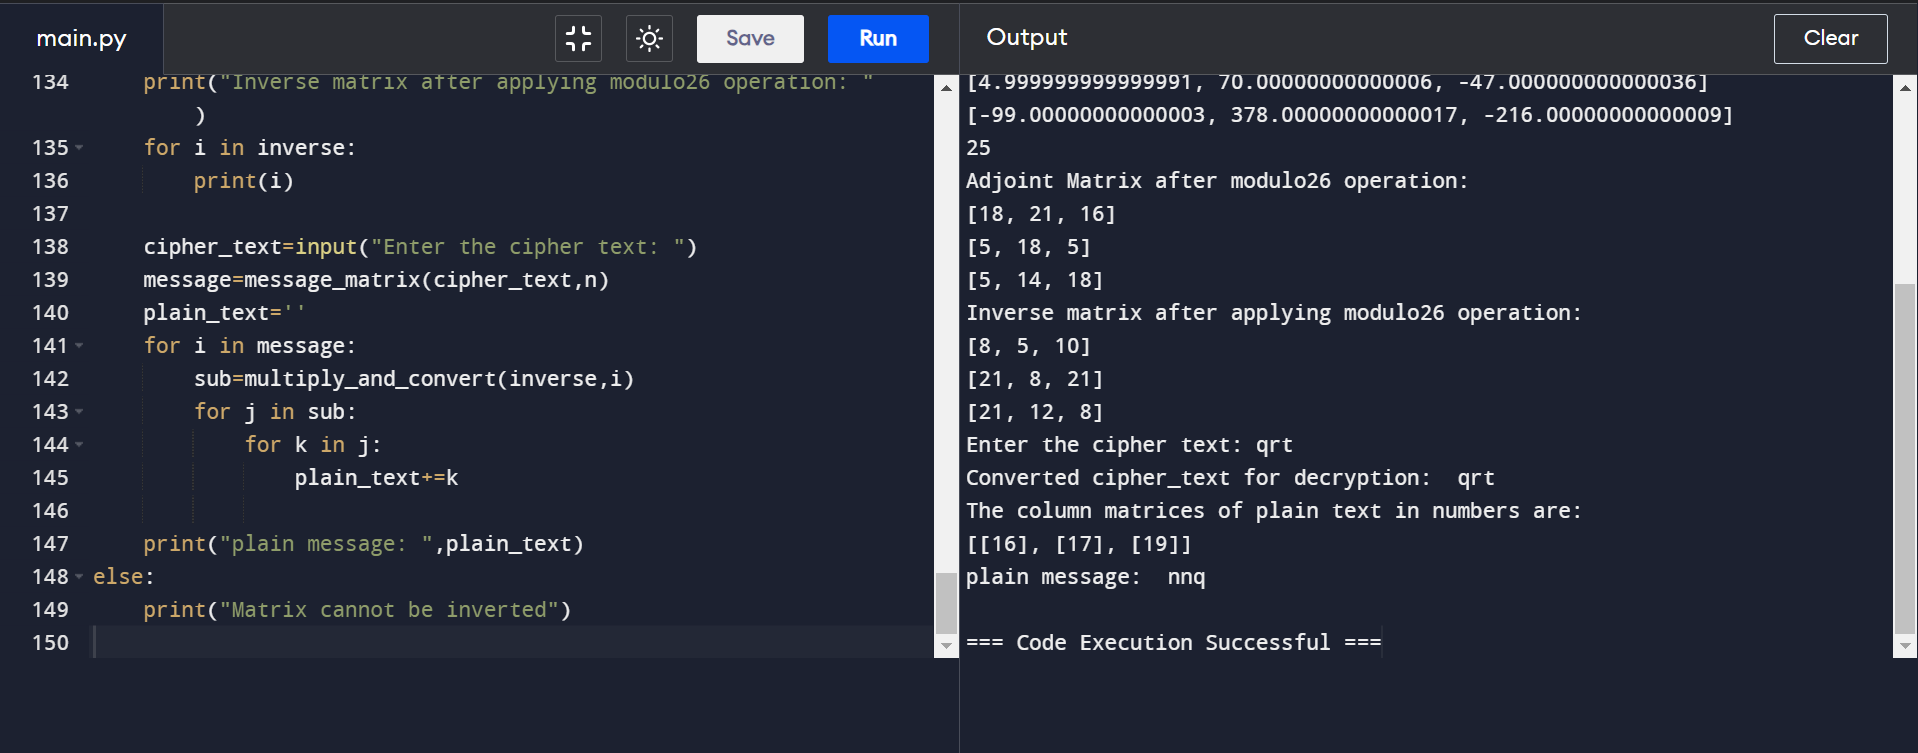 main.py
Save
Run
134 print("Inverse matrix after applying modulo26 operation: "
)
135 for i in inverse:
136 print(i)
137
138 cipher_text=input("Enter the cipher text: ")
139 message=message_matrix(cipher_text,n)
140 plain_text=''
141 for i in message:
142 sub=multiply_and_convert(inverse,i)
143 for j in sub:
144 for k in j:
145 plain_text+=k
146
147 print("plain message: ",plain_text)
148 else:
149 print("Matrix cannot be inverted")
150
Output
Clear
[4.999999999999991, 70.00000000000006, -47.000000000000036]
[-99.00000000000003, 378.00000000000017, -216.00000000000009]
25
Adjoint Matrix after modulo26 operation:
[18, 21, 16]
[5, 18, 5]
[5, 14, 18]
Inverse matrix after applying modulo26 operation:
[8, 5, 10]
[21, 8, 21]
[21, 12, 8]
Enter the cipher text: qrt
Converted cipher_text for decryption:  qrt
The column matrices of plain text in numbers are:
[[16], [17], [19]]
plain message:  nnq
=== Code Execution Successful ===